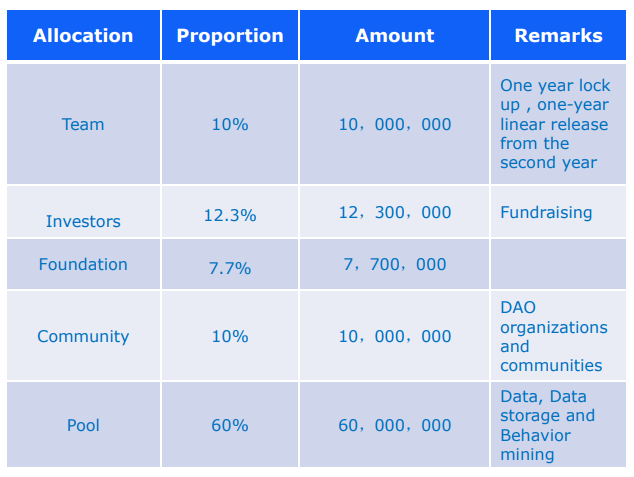 Allocation Proportion Amount Remarks
Team 10% 10，000，000 One year lock
up , one-year
linear release
from the
second year
Investors 12.3% 12，300，000 Fundraising
Foundation 7.7% 7，700，000
Community 10% 10，000，000 DAO
organizations
and
communities
Pool 60% 60，000，000 Data, Data
storage and
Behavior
mining